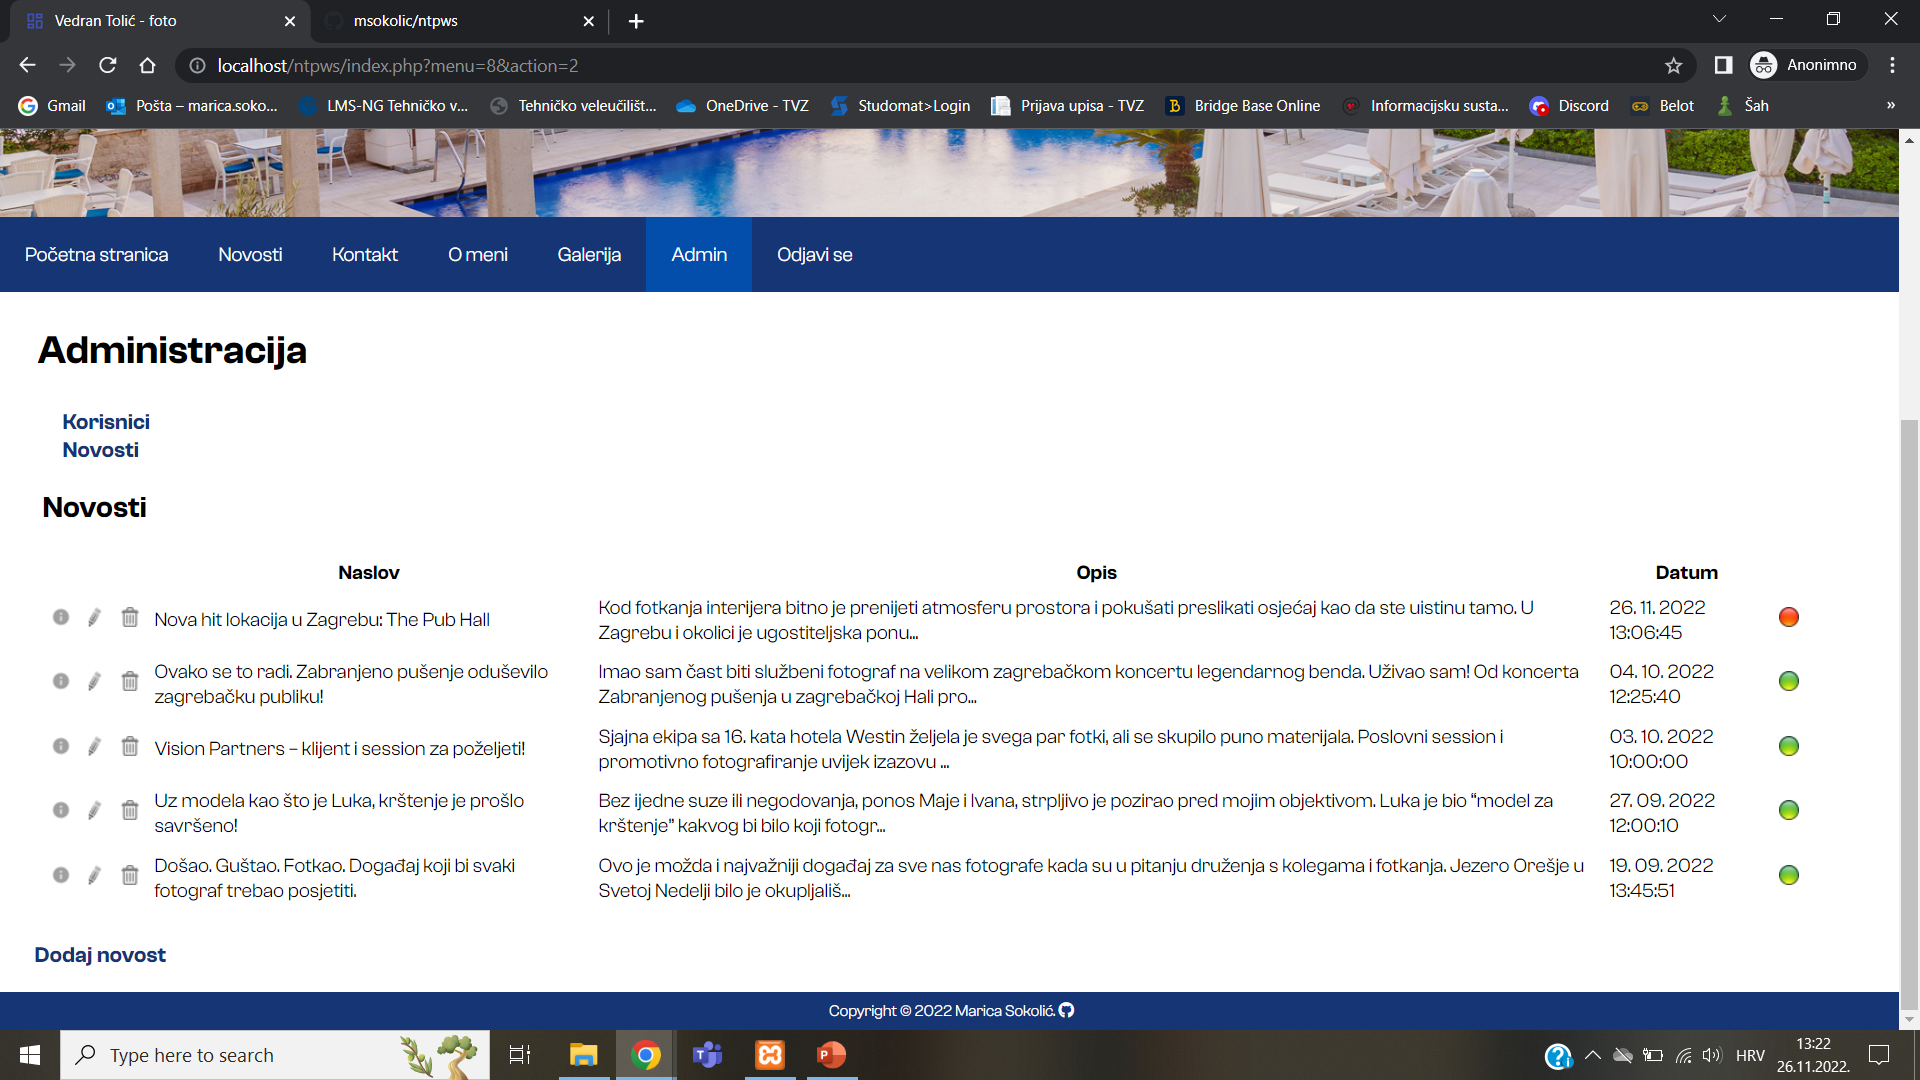 Vedran Tolić - foto
msokolic/ntpws
localhost/ntpws/index.php?menu=8&action=2
Anonimno
Gmail
Pošta – marica.soko...
LMS-NG Tehničko v...
Tehničko veleučilišt...
OneDrive - TVZ
Studomat>Login
Prijava upisa - TVZ
Bridge Base Online
Informacijsku susta...
Discord
Belot
Šah
»
Početna stranica
Novosti
Kontakt
O meni
Galerija
Admin
Odjavi se
Administracija
Korisnici
Novosti
Novosti
Naslov
Opis
Datum
Nova hit lokacija u Zagrebu: The Pub Hall
Kod fotkanja interijera bitno je prenijeti atmosferu prostora i pokušati preslikati osjećaj kao da ste uistinu tamo. U
Zagrebu i okolici je ugostiteljska ponu...
26. 11. 2022
13:06:45
Ovako se to radi. Zabranjeno pušenje oduševilo
zagrebačku publiku!
Imao sam čast biti službeni fotograf na velikom zagrebačkom koncertu legendarnog benda. Uživao sam! Od koncerta
Zabranjenog pušenja u zagrebačkoj Hali pro...
04. 10. 2022
12:25:40
Vision Partners – klijent i session za poželjeti!
Sjajna ekipa sa 16. kata hotela Westin željela je svega par fotki, ali se skupilo puno materijala. Poslovni session i
promotivno fotografiranje uvijek izazovu ...
03. 10. 2022
10:00:00
Uz modela kao što je Luka, krštenje je prošlo
savršeno!
Bez ijedne suze ili negodovanja, ponos Maje i Ivana, strpljivo je pozirao pred mojim objektivom. Luka je bio “model za
krštenje” kakvog bi bilo koji fotogr...
27. 09. 2022
12:00:10
Došao. Guštao. Fotkao. Događaj koji bi svaki
fotograf trebao posjetiti.
Ovo je možda i najvažniji događaj za sve nas fotografe kada su u pitanju druženja s kolegama i fotkanja. Jezero Orešje u
Svetoj Nedelji bilo je okupljališ...
19. 09. 2022
13:45:51
Dodaj novost
Copyright © 2022 Marica Sokolić.
Type here to search
HRV
13:22
26.11.2022.